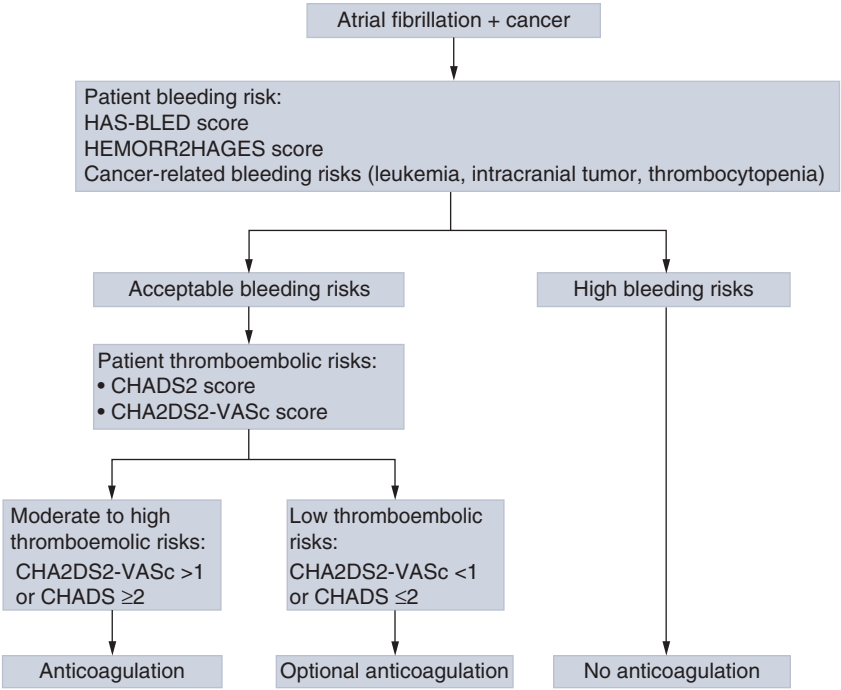 Atrial fibrillation + cancer
Patient bleeding risk:
HAS-BLED score
HEMORR2HAGES score
Cancer-related bleeding risks (leukemia, intracranial tumor, thrombocytopenia)
Acceptable bleeding risks
High bleeding risks
Patient thromboembolic risks:
• CHADS2 score
• CHA2DS2-VASc score
Moderate to high
thromboemolic risks:
CHA2DS2-VASc >1
or CHADS ≥2
Low thromboembolic
risks:
CHA2DS2-VASc <1
or CHADS ≤2
Anticoagulation
Optional anticoagulation
No anticoagulation